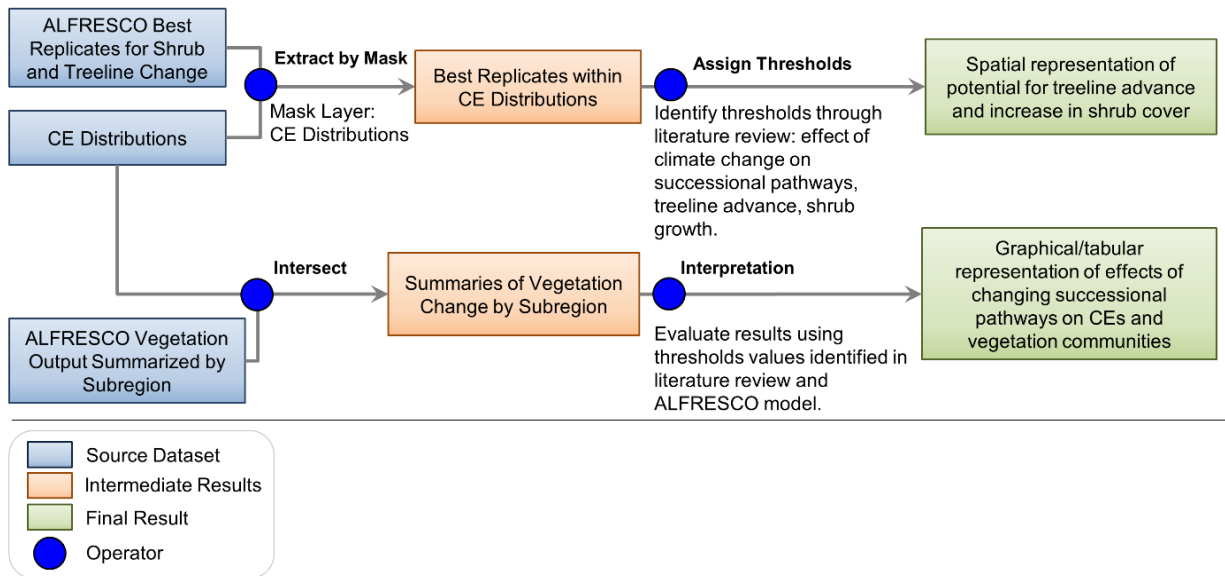 ALFRESCO Best
Replicates for Shrub
and Treeline Change
CE Distributions
Extract by Mask
Mask Layer:
CE Distributions
Best Replicates within
CE Distributions
Assign Thresholds
Identify thresholds through
literature review: effect of
climate change on
successional pathways,
treeline advance, shrub
growth.
Spatial representation of
potential for treeline advance
and increase in shrub cover
ALFRESCO Vegetation
Output Summarized by
Subregion
Intersect
Summaries of Vegetation
Change by Subregion
Interpretation
Evaluate results using
thresholds values identified in
literature review and
ALFRESCO model.
Graphical/tabular
representation of effects of
changing successional
pathways on CEs and
vegetation communities
Source Dataset
Intermediate Results
Final Result
Operator